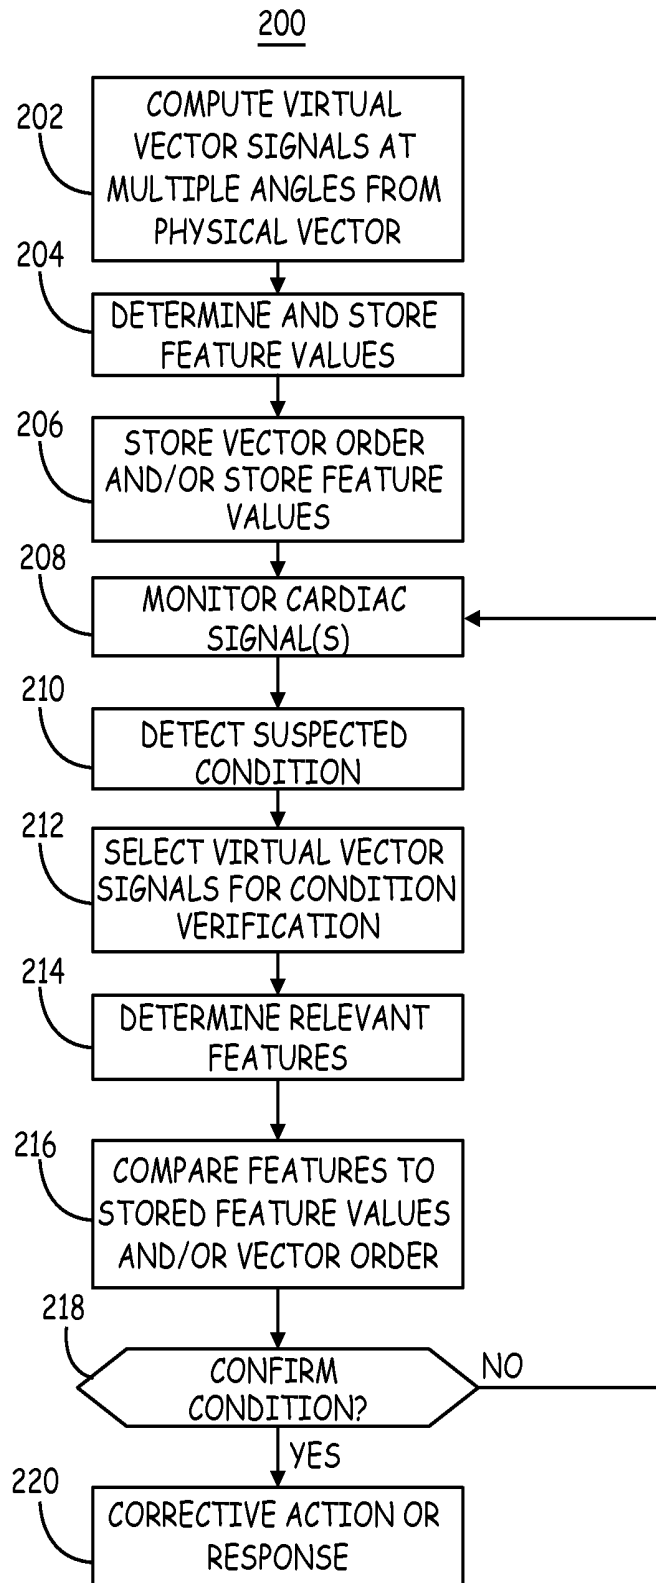 200
202
COMPUTE VIRTUAL
VECTOR SIGNALS AT
MULTIPLE ANGLES FROM
PHYSICAL VECTOR
204
DETERMINE AND STORE
FEATURE VALUES
206
STORE VECTOR ORDER
AND/OR STORE FEATURE
VALUES
208
MONITOR CARDIAC
SIGNAL(S)
210
DETECT SUSPECTED
CONDITION
212
SELECT VIRTUAL VECTOR
SIGNALS FOR CONDITION
VERIFICATION
214
DETERMINE RELEVANT
FEATURES
216
COMPARE FEATURES TO
STORED FEATURE VALUES
AND/OR VECTOR ORDER
218
CONFIRM
CONDITION?
NO
YES
220
CORRECTIVE ACTION OR
RESPONSE